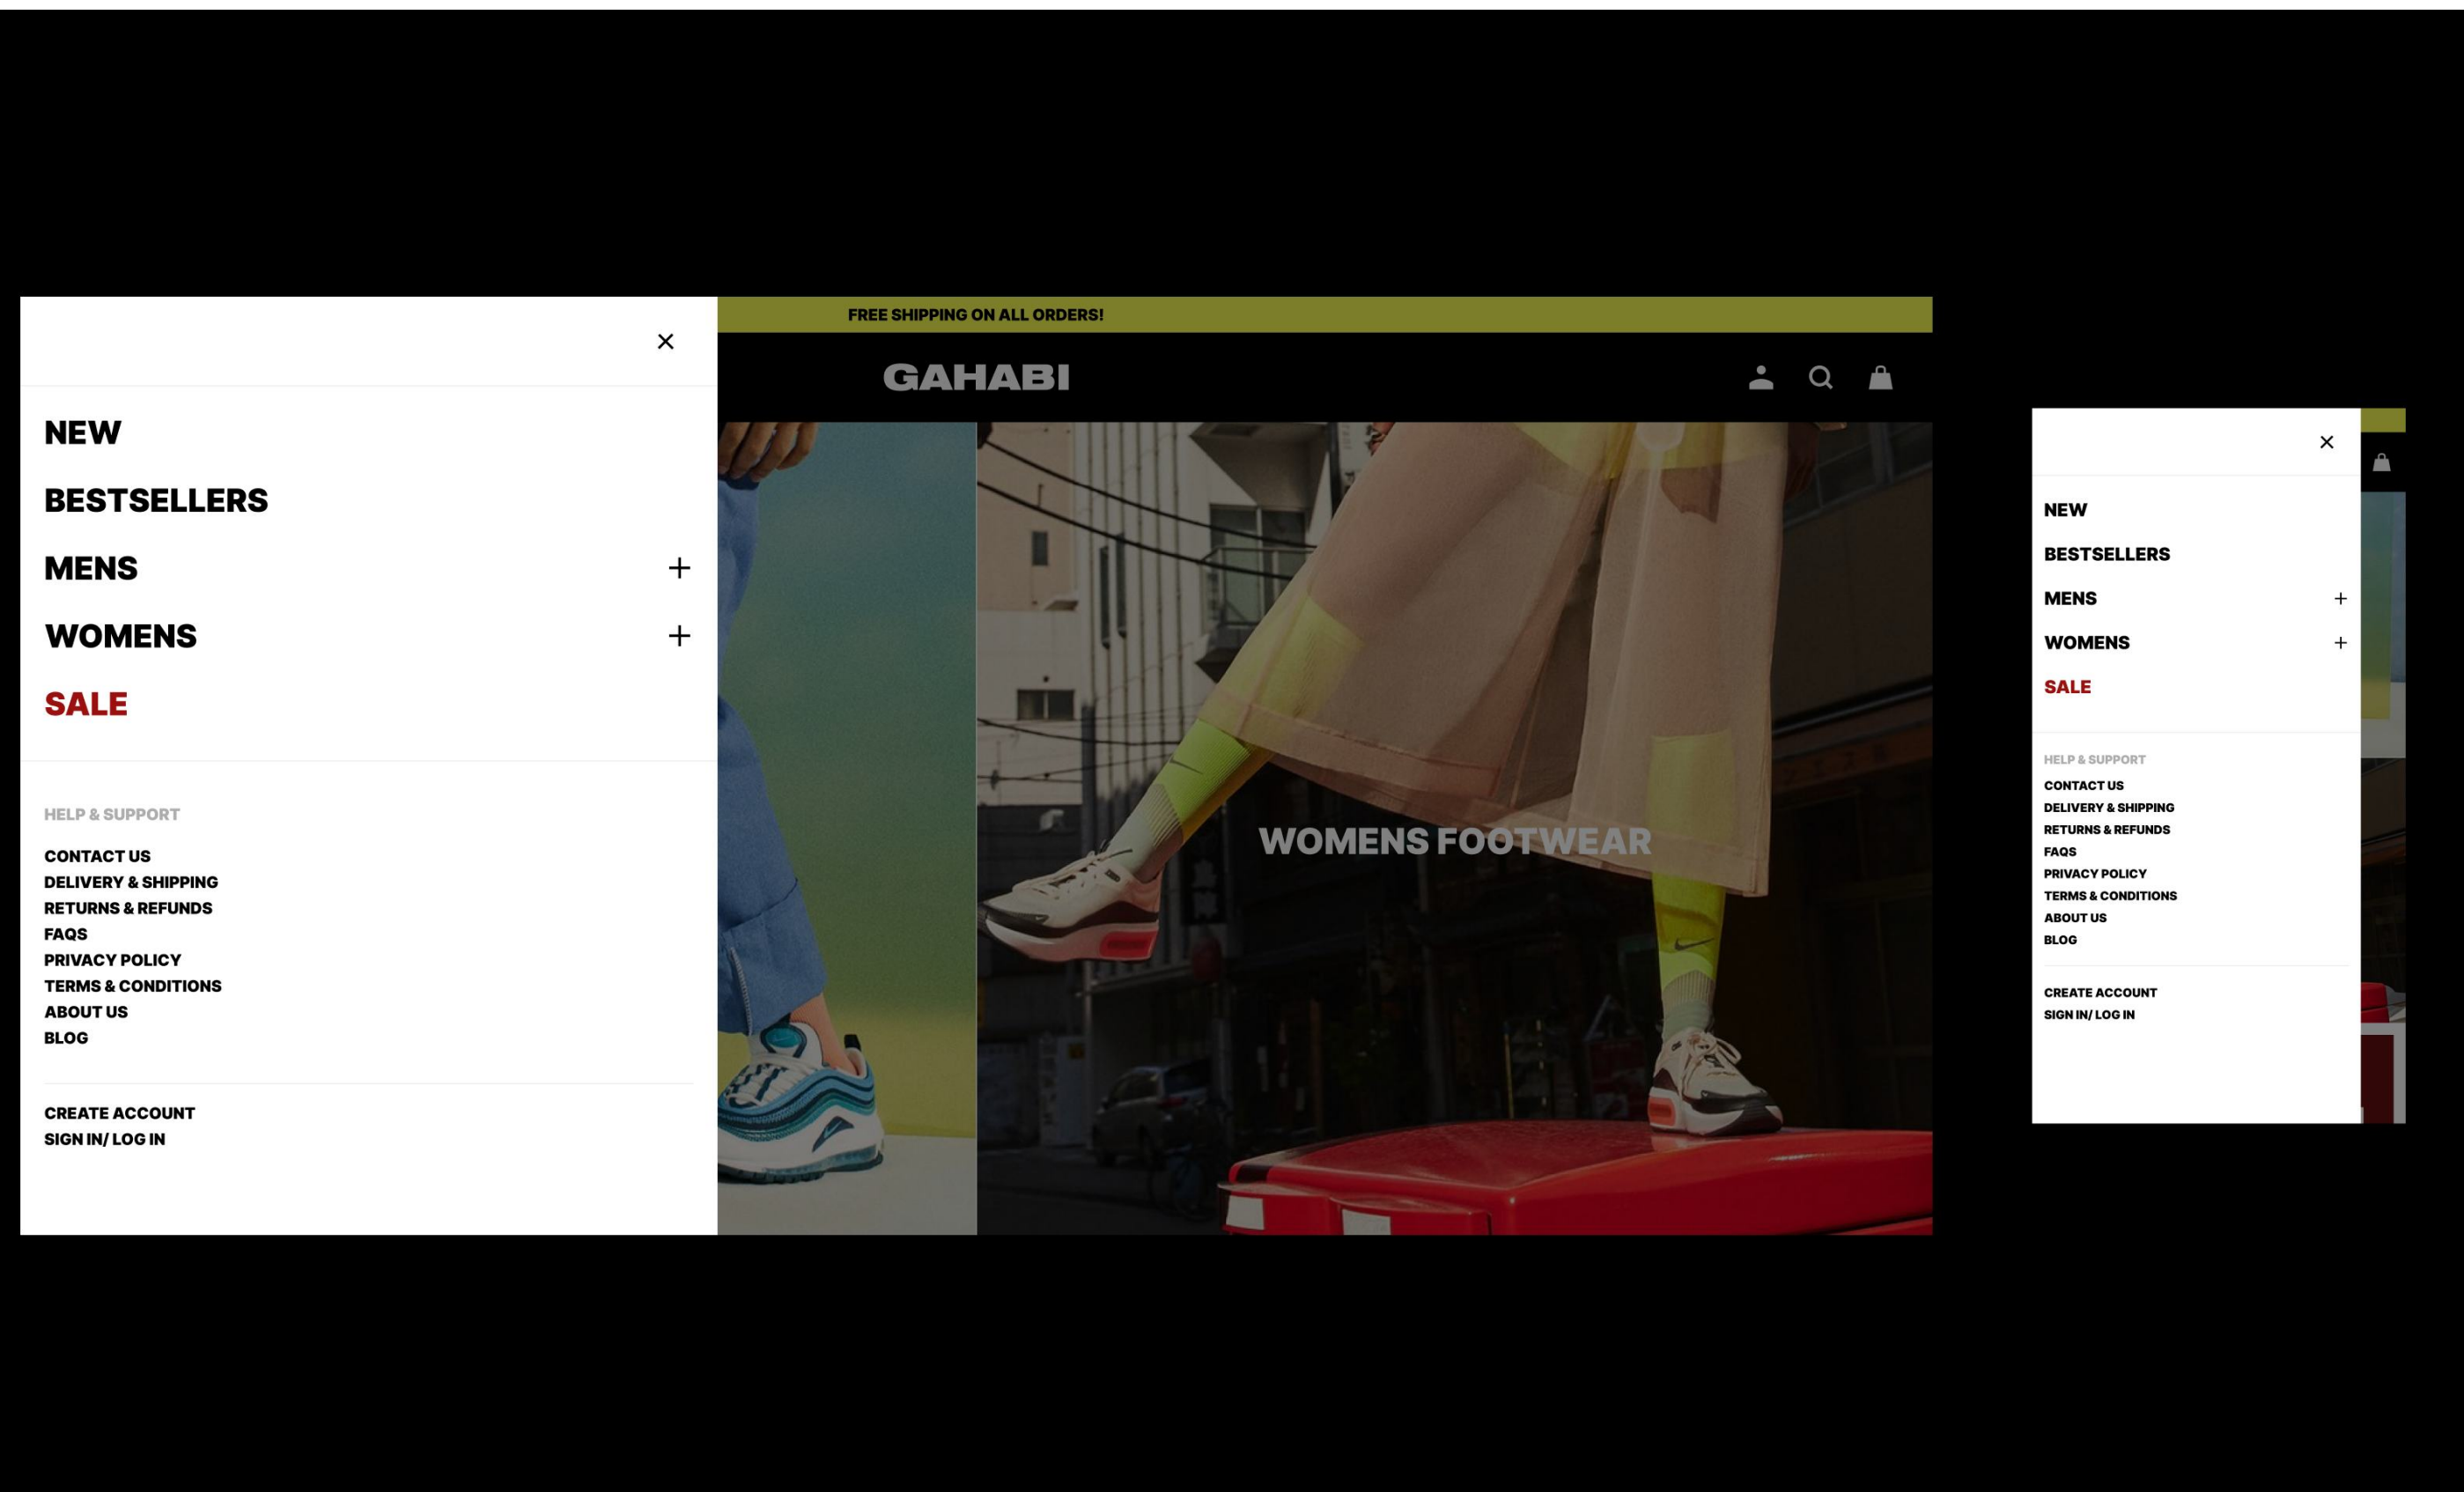 FREE SHIPPING ON ALL ORDERS!
GAHABI
NEW
BESTSELLERS
MENS
WOMENS
SALE
HELP & SUPPORT
CONTACT US
DELIVERY & SHIPPING
RETURNS & REFUNDS
FAQS
PRIVACY POLICY
TERMS & CONDITIONS
ABOUT US
BLOG
CREATE ACCOUNT
SIGN IN/ LOG IN
WOMENS FOOTWEAR
NEW
BESTSELLERS
MENS
WOMENS
SALE
HELP & SUPPORT
CONTACT US
DELIVERY & SHIPPING
RETURNS & REFUNDS
FAQS
PRIVACY POLICY
TERMS & CONDITIONS
ABOUT US
BLOG
CREATE ACCOUNT
SIGN IN/ LOG IN